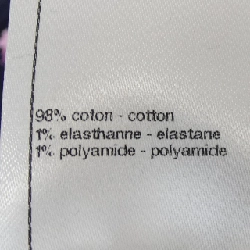 98% coton - cotton
1% elasthanne - elastane
1% polyamide - polyamide